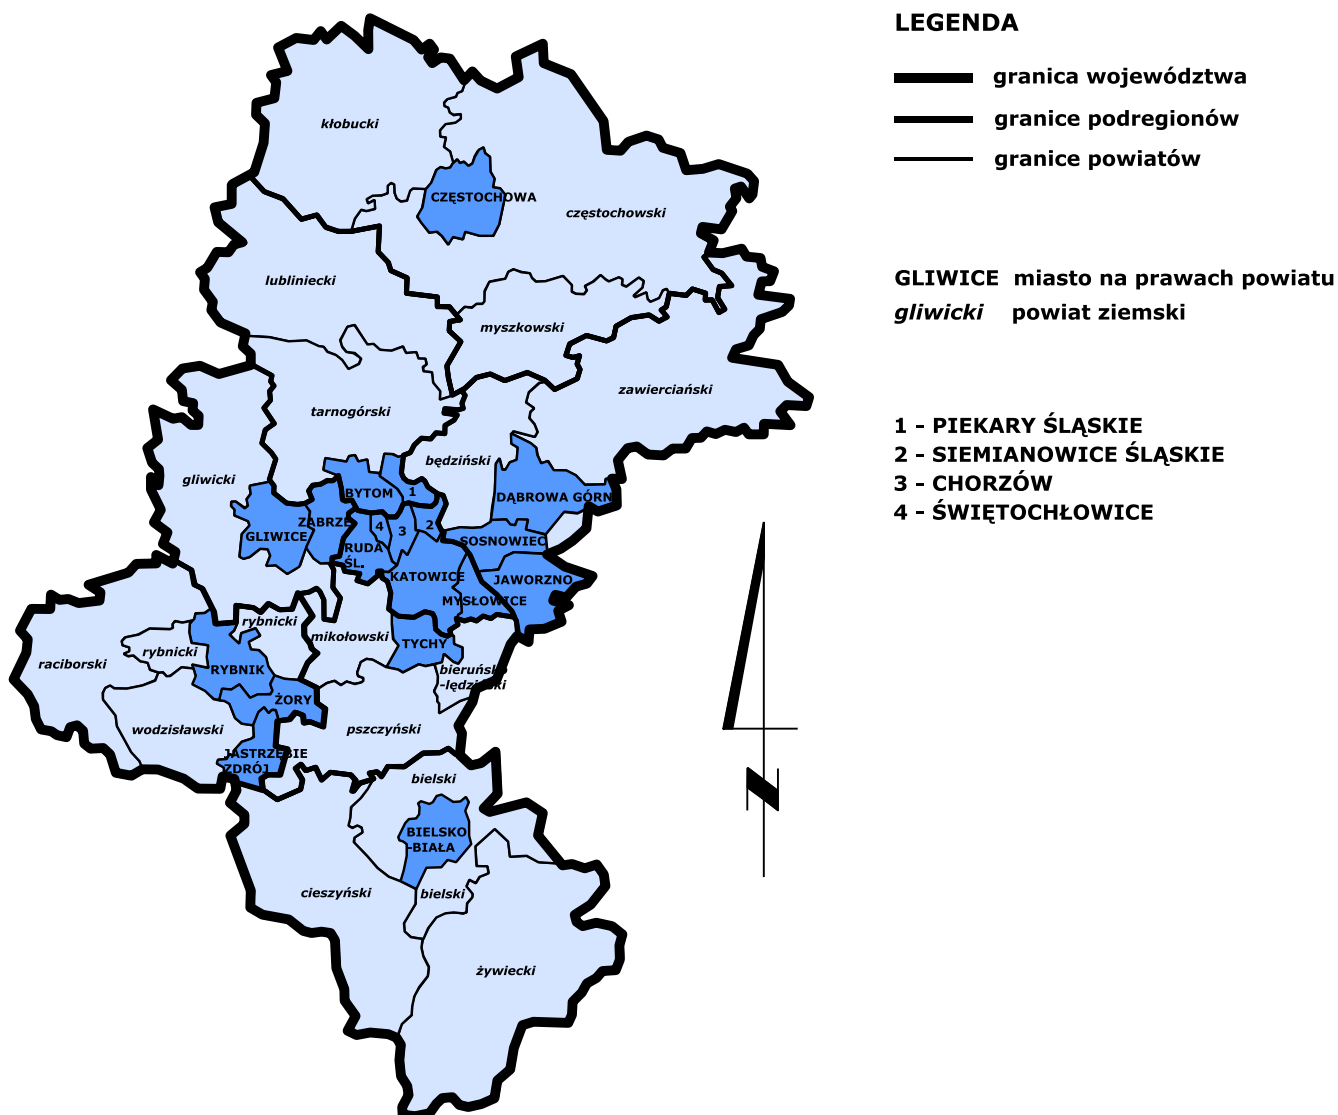 LEGENDA
granica województwa
granice podregionów
granice powiatów
GLIWICE miasto na prawach powiatu
gliwicki powiat ziemski
1 - PIEKARY ŚLĄSKIE
2 - SIEMIANOWICE ŚLĄSKIE
3 - CHORZÓW
4 - ŚWIĘTOCHŁOWICE
kłobucki
CZĘSTOCHOWA
częstochowski
lubliniecki
myszkowski
zawierciański
tarnogórski
będziński
gliwicki
BYTOM
1
DĄBROWA GÓRN
ZABRZE
4
3
2
GLIWICE
SOSNOWIEC
RUDA
ŚL.
KATOWICE
JAWORZNO
MYSŁOWICE
rybnicki
mikołowski
TYCHY
rybnicki
raciborski
RYBNIK
bieruńsko
-lędziński
ŻORY
wodzisławski
pszczyński
JASTRZĘBIE
ZDRÓJ
bielski
BIELSKO
-BIAŁA
cieszyński
bielski
żywiecki
N